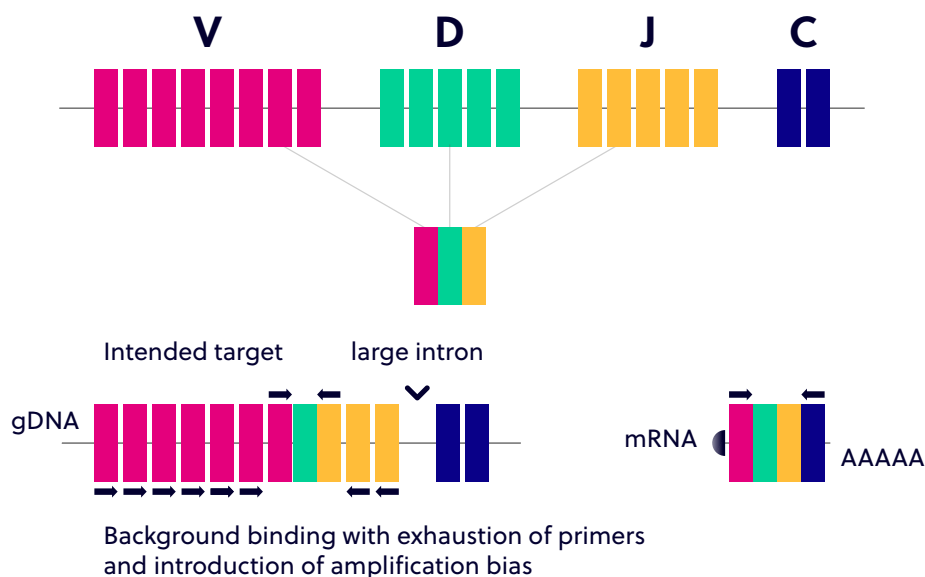 V D J C
Intended target large intron
gDNA
mRNA
AAAAA
Background binding with exhaustion of primers
and introduction of amplification bias